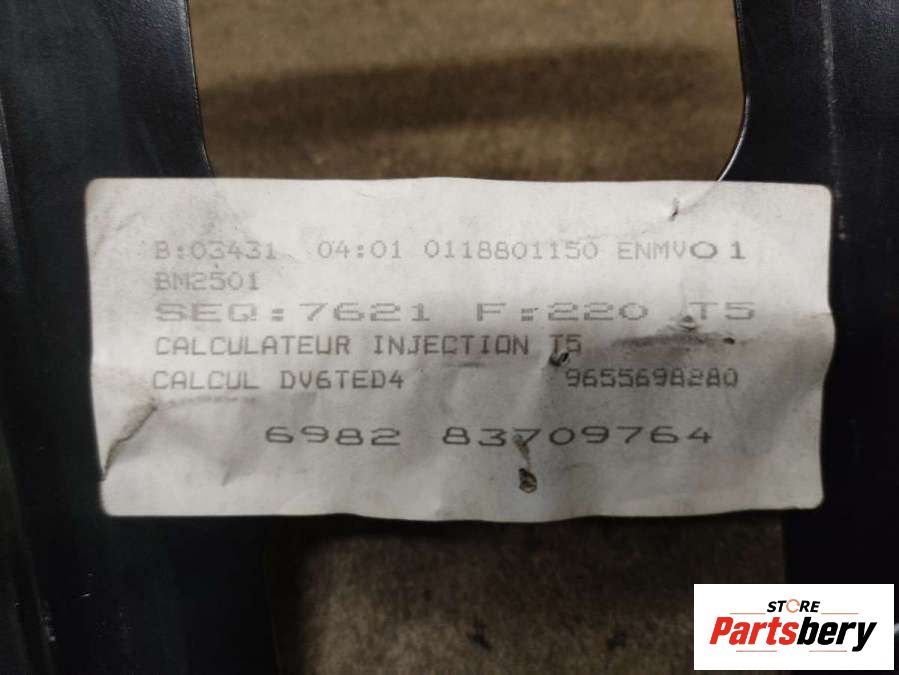 B:03431 04:01 0118801150 ENMV01
BM2501
SEQ:7621 F:220 T5
CALCULATEUR INJECTION T5
CALCUL DV6TED4 9655698280
6982 83709764
STORE
Partsbery